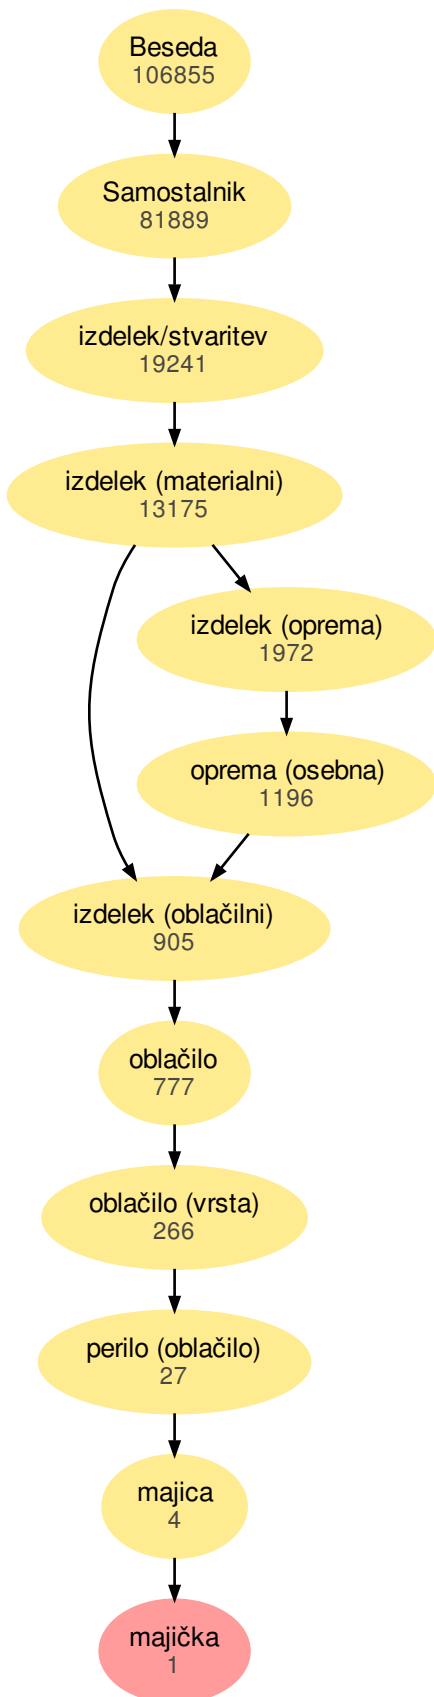 Beseda
106855
Samostalnik
81889
izdelek/stvaritev
19241
izdelek (materialni)
13175
izdelek (oprema)
1972
oprema (osebna)
1196
izdelek (oblačilni)
905
oblačilo
777
oblačilo (vrsta)
266
perilo (oblačilo)
27
majica
4
majička
1